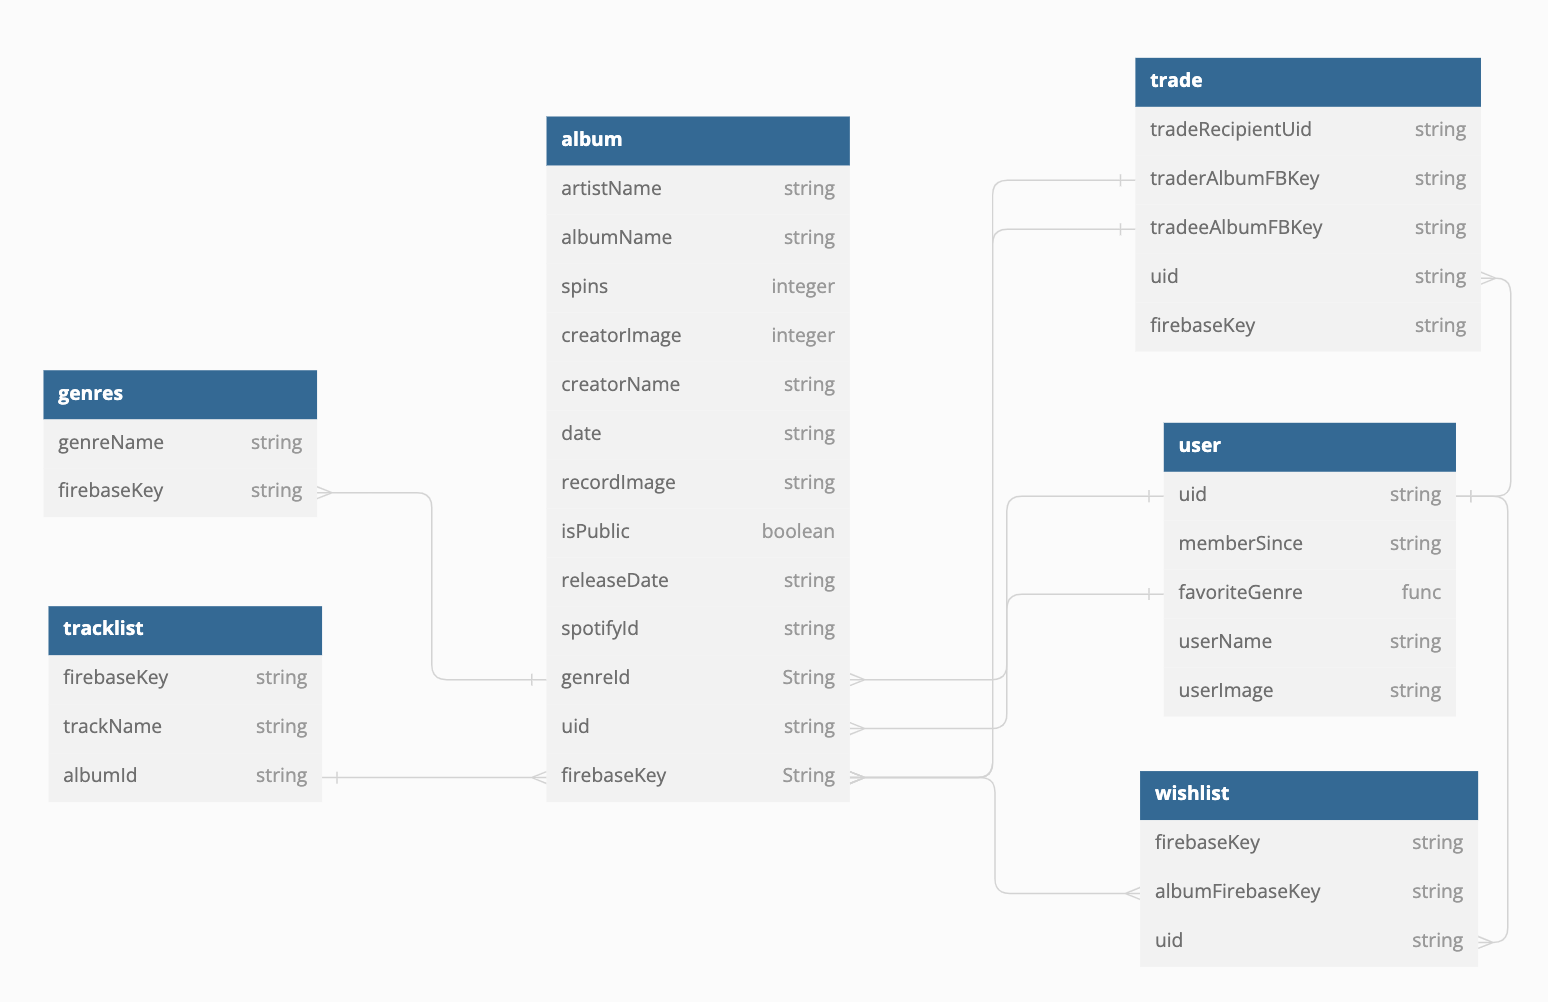 trade
tradeRecipientUid string
traderAlbumFBKey string
tradeeAlbumFBKey string
uid string
firebaseKey string
album
artistName string
albumName string
spins integer
creatorImage integer
creatorName string
date string
recordImage string
isPublic boolean
releaseDate string
spotifyId string
genreId String
uid string
firebaseKey String
genres
genreName string
firebaseKey string
user
uid string
memberSince string
favoriteGenre func
userName string
userImage string
tracklist
firebaseKey string
trackName string
albumId string
wishlist
firebaseKey string
albumFirebaseKey string
uid string